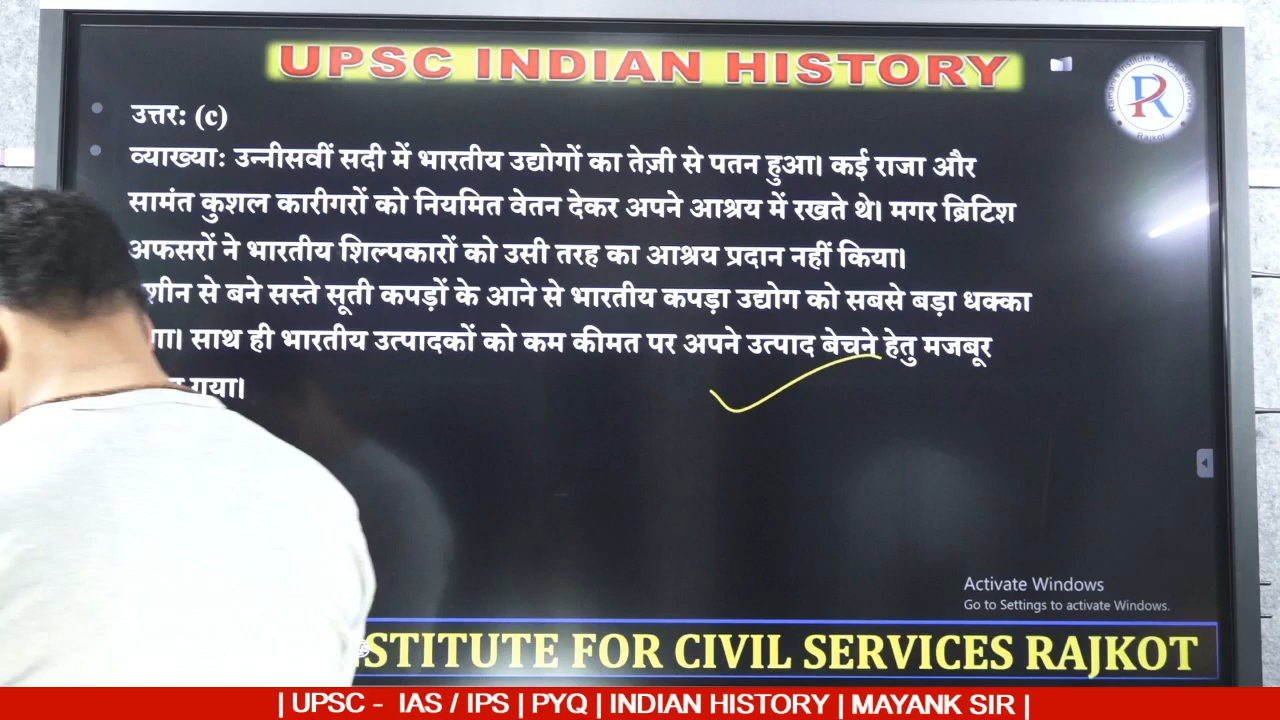 UPSC INDIAN HISTORY
उत्तर: (c)
व्याख्या: उन्नीसवीं सदी में भारतीय उद्योगों का तेज़ी से पतन हुआ। कई राजा और
सामंत कुशल कारीगरों को नियमित वेतन देकर अपने आश्रय में रखते थे। मगर ब्रिटिश
अफसरों ने भारतीय शिल्पकारों को उसी तरह का आश्रय प्रदान नहीं किया।
शीन से बने सस्ते सूती कपड़ों के आने से भारतीय कपड़ा उद्योग को सबसे बड़ा धक्का
गा। साथ ही भारतीय उत्पादकों को कम कीमत पर अपने उत्पाद बेचने हेतु मजबूर
गया।
Activate Windows
Go to Settings to activate Windows.
STITUTE FOR CIVIL SERVICES RAJKOT
| UPSC - IAS / IPS | PYQ | INDIAN HISTORY | MAYANK SIR |